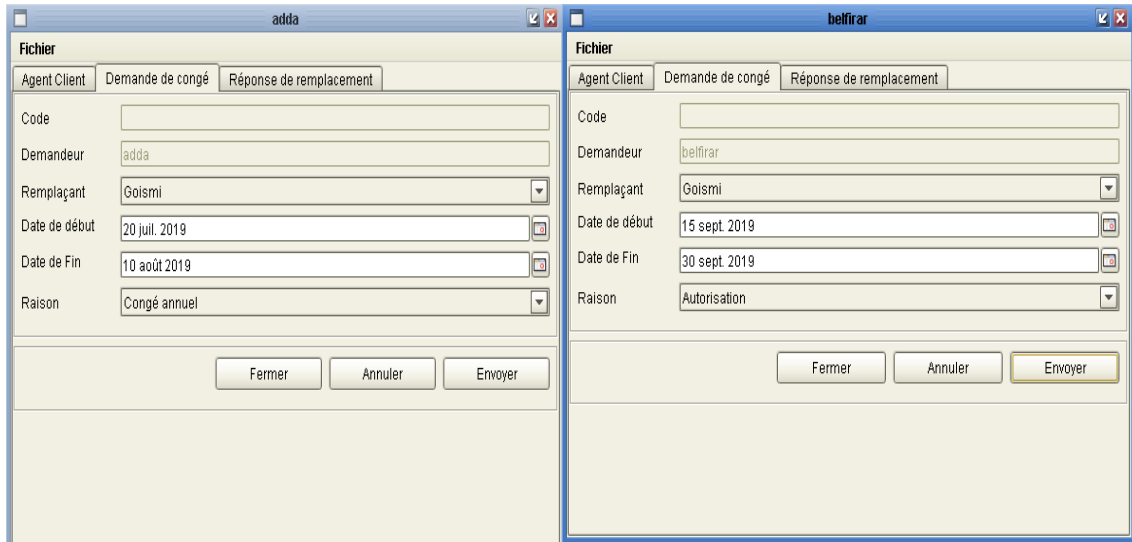 adda
Fichier
Agent Client Demande de congé Réponse de remplacement
Code
Demandeur adda
Remplaçant Goismi
Date de début 20 juil. 2019
Date de Fin 10 août 2019
Raison Congé annuel
Fermer Annuler Envoyer
belfirar
Fichier
Agent Client Demande de congé Réponse de remplacement
Code
Demandeur belfirar
Remplaçant Goismi
Date de début 15 sept. 2019
Date de Fin 30 sept. 2019
Raison Autorisation
Fermer Annuler Envoyer